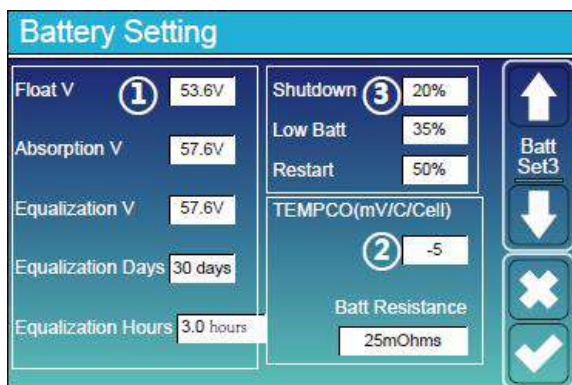 Battery Setting
Float V ① 53.6V
Absorption V 57.6V
Equalization V 57.6V
Equalization Days 30 days
Equalization Hours 3.0 hours
Shutdown ③ 20%
Low Batt 35%
Restart 50%
TEMPCO(mV/C/Cell)
② -5
Batt Resistance
25mOhms
Batt
Set3